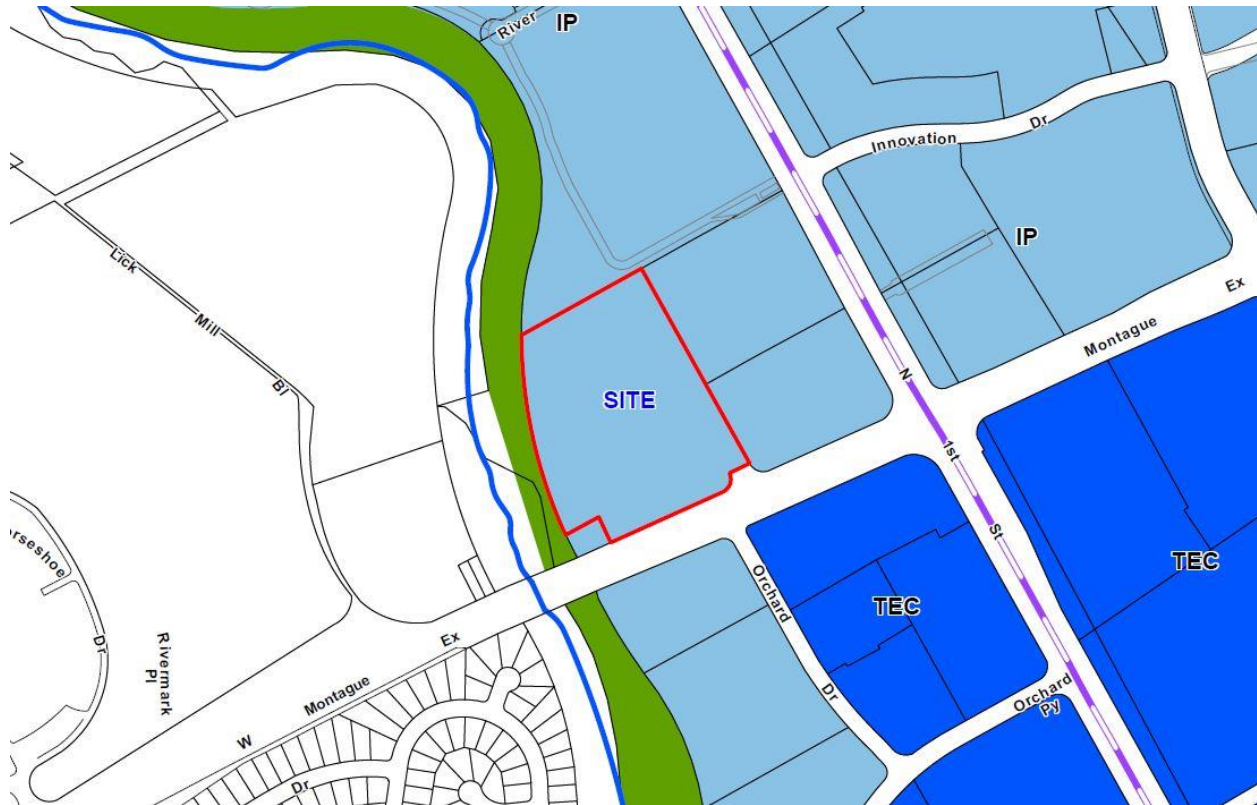 River
IP
Innovation Dr
IP
Lick Mill Bl
Montague Ex
SITE
N 1st St
orseshoe Dr
Rivermark Pl
Orchard Dr
TEC
TEC
W Montague Ex
Orchard Py
Dr